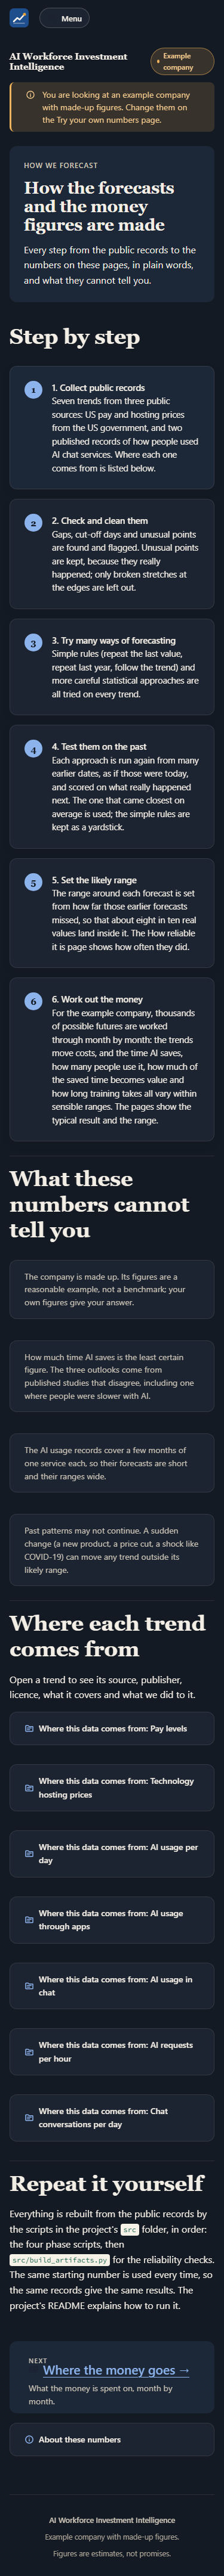 Menu
AI Workforce Investment
Intelligence
Example
company
You are looking at an example company
with made-up figures. Change them on
the Try your own numbers page.
HOW WE FORECAST
How the forecasts
and the money
figures are made
Every step from the public records to the
numbers on these pages, in plain words,
and what they cannot tell you.
Step by step
1
1. Collect public records
Seven trends from three public
sources: US pay and hosting prices
from the US government, and two
published records of how people used
AI chat services. Where each one
comes from is listed below.
2
2. Check and clean them
Gaps, cut-off days and unusual points
are found and flagged. Unusual points
are kept, because they really
happened; only broken stretches at
the edges are left out.
3
3. Try many ways of forecasting
Simple rules (repeat the last value,
repeat last year, follow the trend) and
more careful statistical approaches are
all tried on every trend.
4
4. Test them on the past
Each approach is run again from many
earlier dates, as if those were today,
and scored on what really happened
next. The one that came closest on
average is used; the simple rules are
kept as a yardstick.
5
5. Set the likely range
The range around each forecast is set
from how far those earlier forecasts
missed, so that about eight in ten real
values land inside it. The How reliable
it is page shows how often they did.
6
6. Work out the money
For the example company, thousands
of possible futures are worked
through month by month: the trends
move costs, and the time AI saves,
how many people use it, how much of
the saved time becomes value and
how long training takes all vary within
sensible ranges. The pages show the
typical result and the range.
What these
numbers cannot
tell you
The company is made up. Its figures are a
reasonable example, not a benchmark; your
own figures give your answer.
How much time AI saves is the least certain
figure. The three outlooks come from
published studies that disagree, including one
where people were slower with AI.
The AI usage records cover a few months of
one service each, so their forecasts are short
and their ranges wide.
Past patterns may not continue. A sudden
change (a new product, a price cut, a shock like
COVID-19) can move any trend outside its
likely range.
Where each trend
comes from
Open a trend to see its source, publisher,
licence, what it covers and what we did to it.
Where this data comes from: Pay levels
Where this data comes from: Technology
hosting prices
Where this data comes from: AI usage per
day
Where this data comes from: AI usage
through apps
Where this data comes from: AI usage in
chat
Where this data comes from: AI requests
per hour
Where this data comes from: Chat
conversations per day
Repeat it yourself
Everything is rebuilt from the public records by
the scripts in the project's src folder, in order:
the four phase scripts, then
src/build_artifacts.py for the reliability checks.
The same starting number is used every time, so
the same records give the same results. The
project's README explains how to run it.
NEXT
Where the money goes →
What the money is spent on, month by
month.
About these numbers
AI Workforce Investment Intelligence
Example company with made-up figures.
Figures are estimates, not promises.